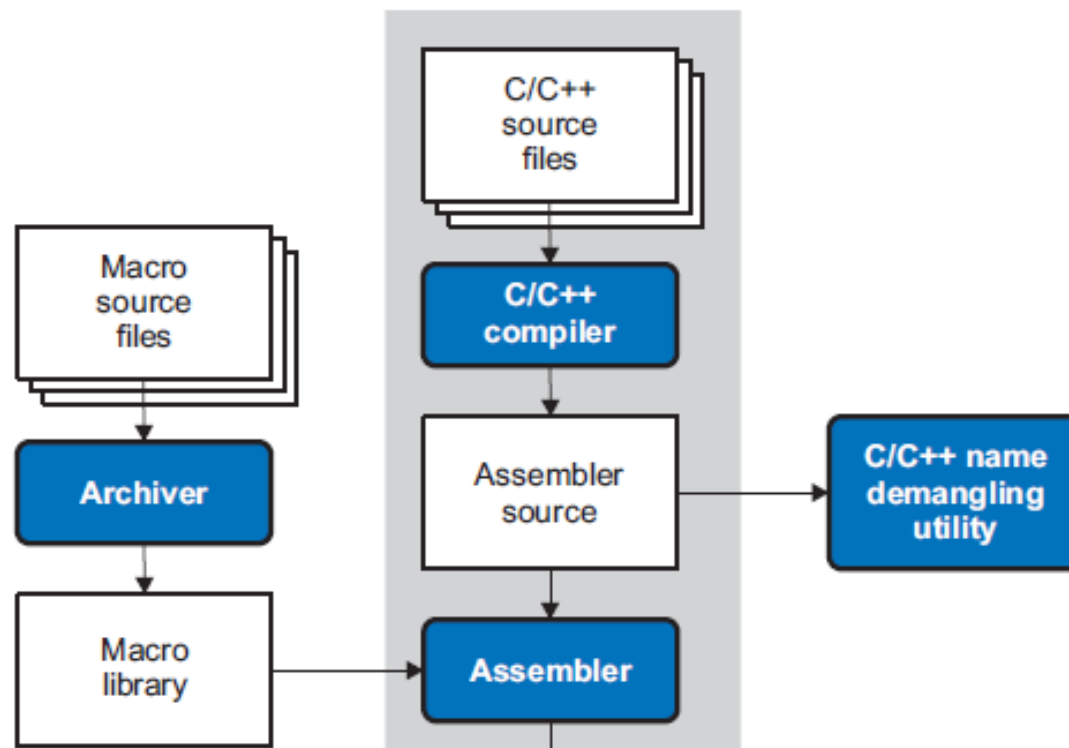 C/C++
source
files
Macro
source
files
C/C++
compiler
Archiver
Assembler
source
C/C++ name
demangling
utility
Macro
library
Assembler